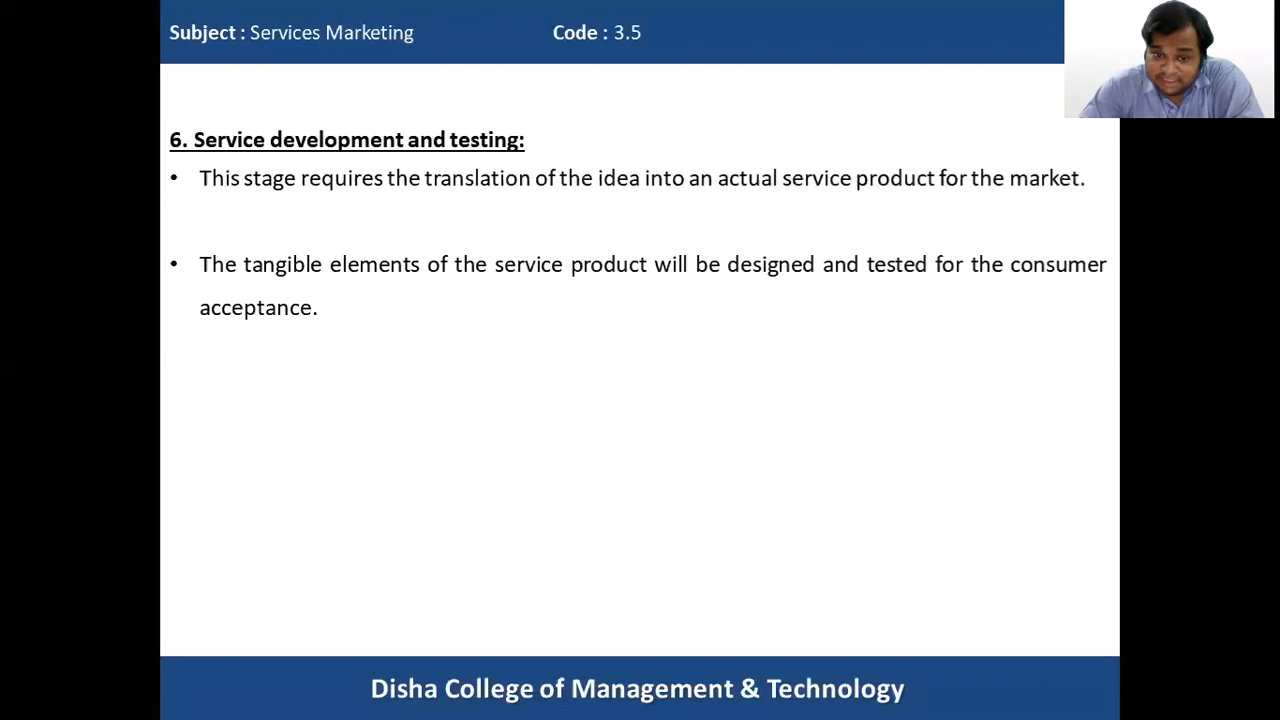 Subject : Services Marketing Code : 3.5
6. Service development and testing:
• This stage requires the translation of the idea into an actual service product for the market.
• The tangible elements of the service product will be designed and tested for the consumer
acceptance.
Disha College of Management & Technology